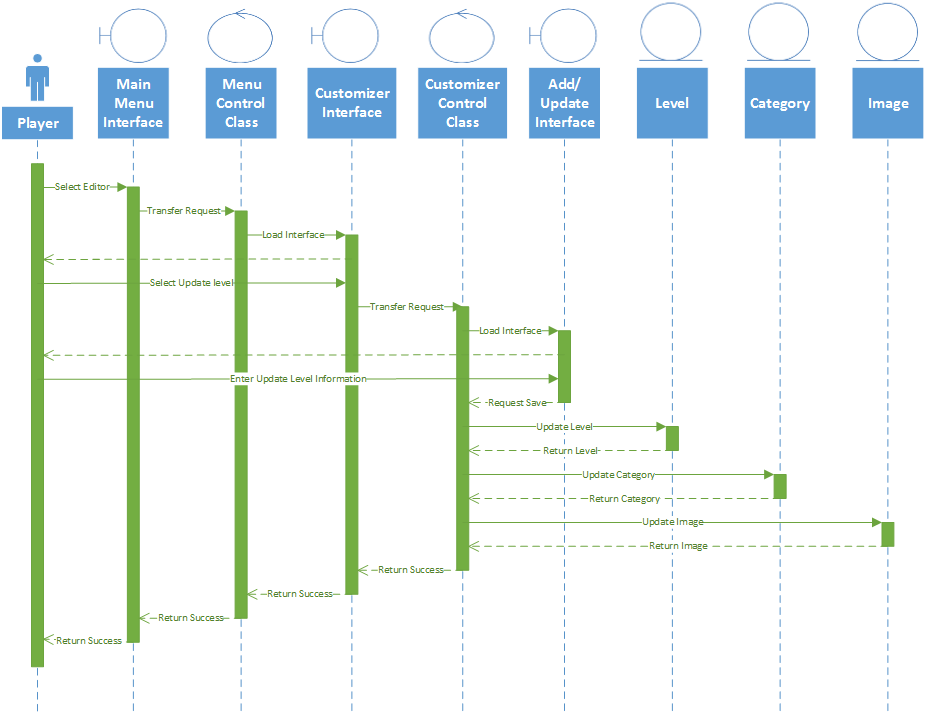 Player
Main
Menu
Interface
Menu
Control
Class
Customizer
Interface
Customizer
Control
Class
Add/
Update
Interface
Level
Category
Image
Select Editor
Transfer Request
Load Interface
Select Update level
Transfer Request
Load Interface
Enter Update Level Information
Request Save
Update Level
Return Level
Update Category
Return Category
Update Image
Return Image
Return Success
Return Success
Return Success
Return Success